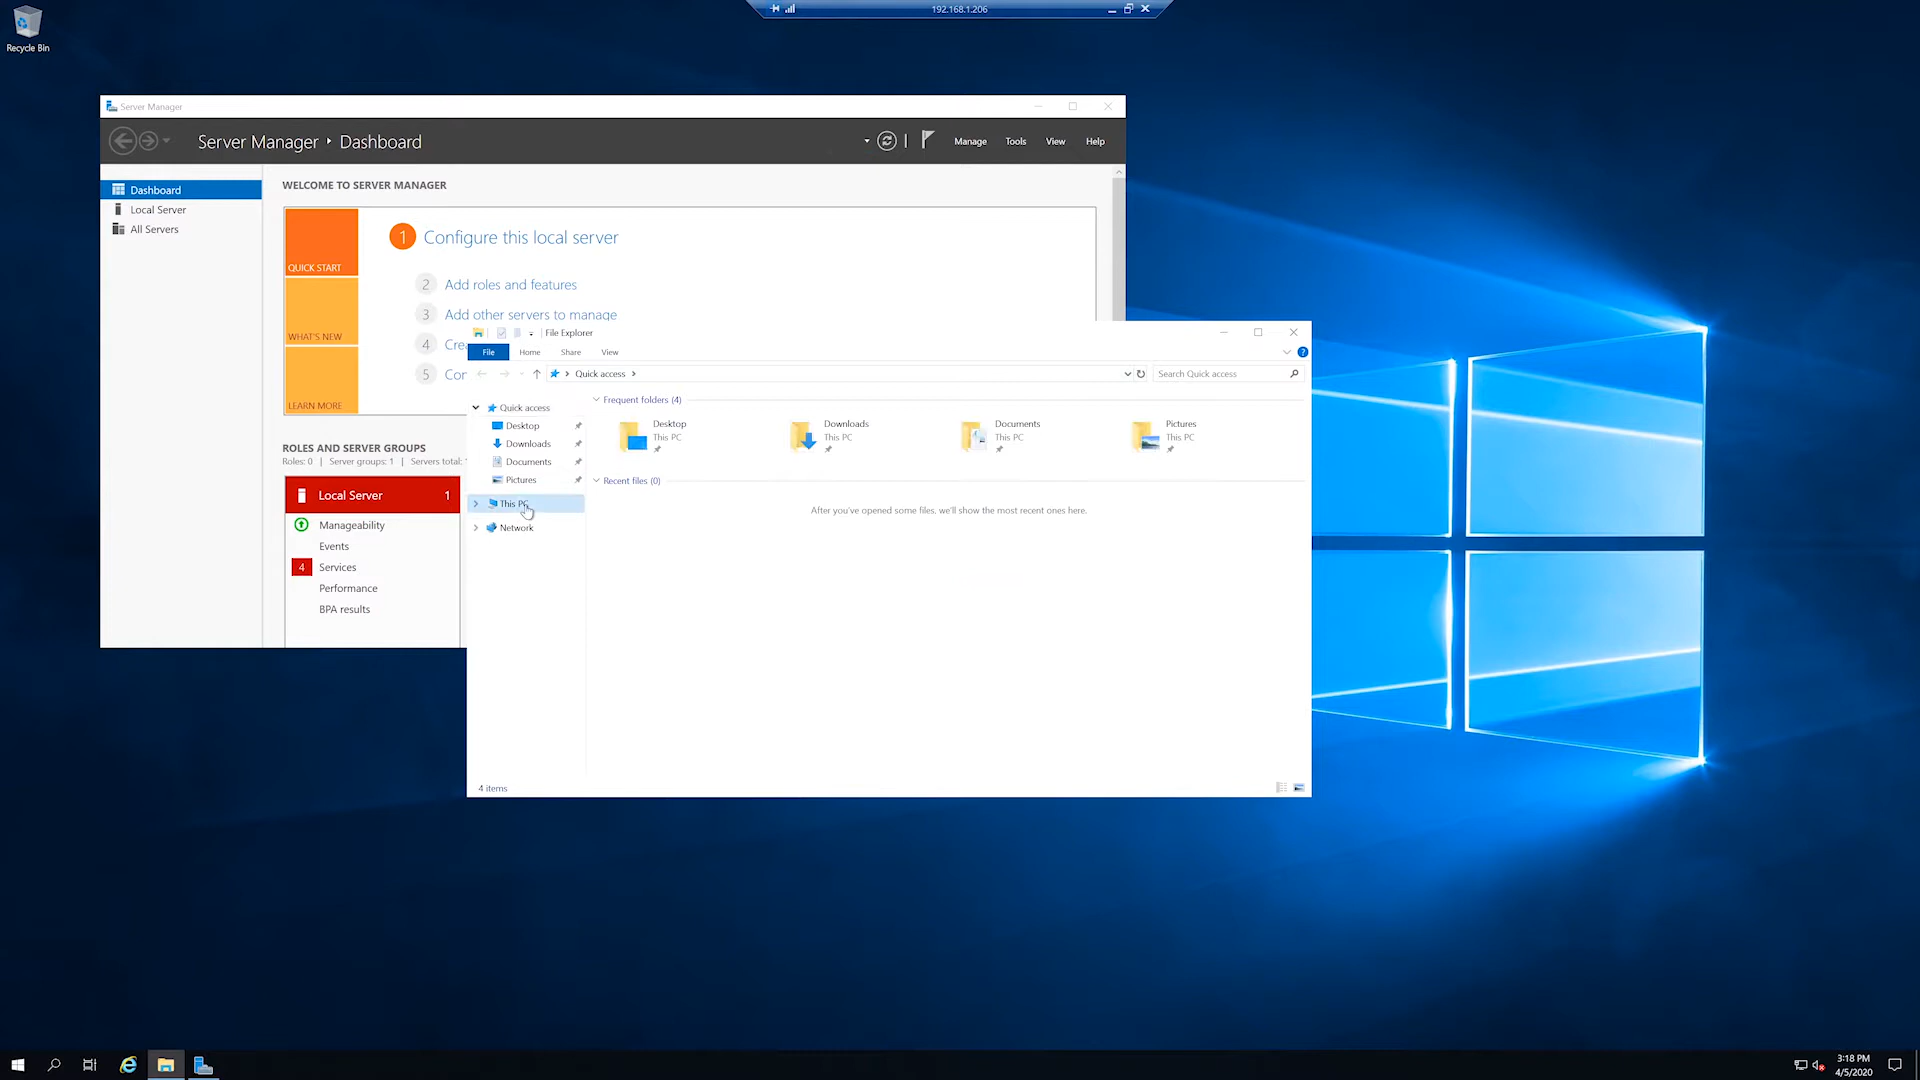 Recycle Bin
192.168.1.206
Server Manager
Server Manager Dashboard
Manage Tools View Help
Dashboard
Local Server
All Servers
WELCOME TO SERVER MANAGER
QUICK START
WHAT'S NEW
LEARN MORE
1 Configure this local server
2 Add roles and features
3 Add other servers to manage
4 Cre
5 Con
ROLES AND SERVER GROUPS
Roles: 0 | Server groups: 1 | Servers total:
Local Server 1
Manageability
Events
4 Services
Performance
BPA results
File Explorer
File Home Share View
Quick access
Search Quick access
Quick access
Desktop
Downloads
Documents
Pictures
This PC
Network
Frequent folders (4)
Desktop
This PC
Downloads
This PC
Documents
This PC
Pictures
This PC
Recent files (0)
After you've opened some files, we'll show the most recent ones here.
4 items
3:18 PM
4/5/2020